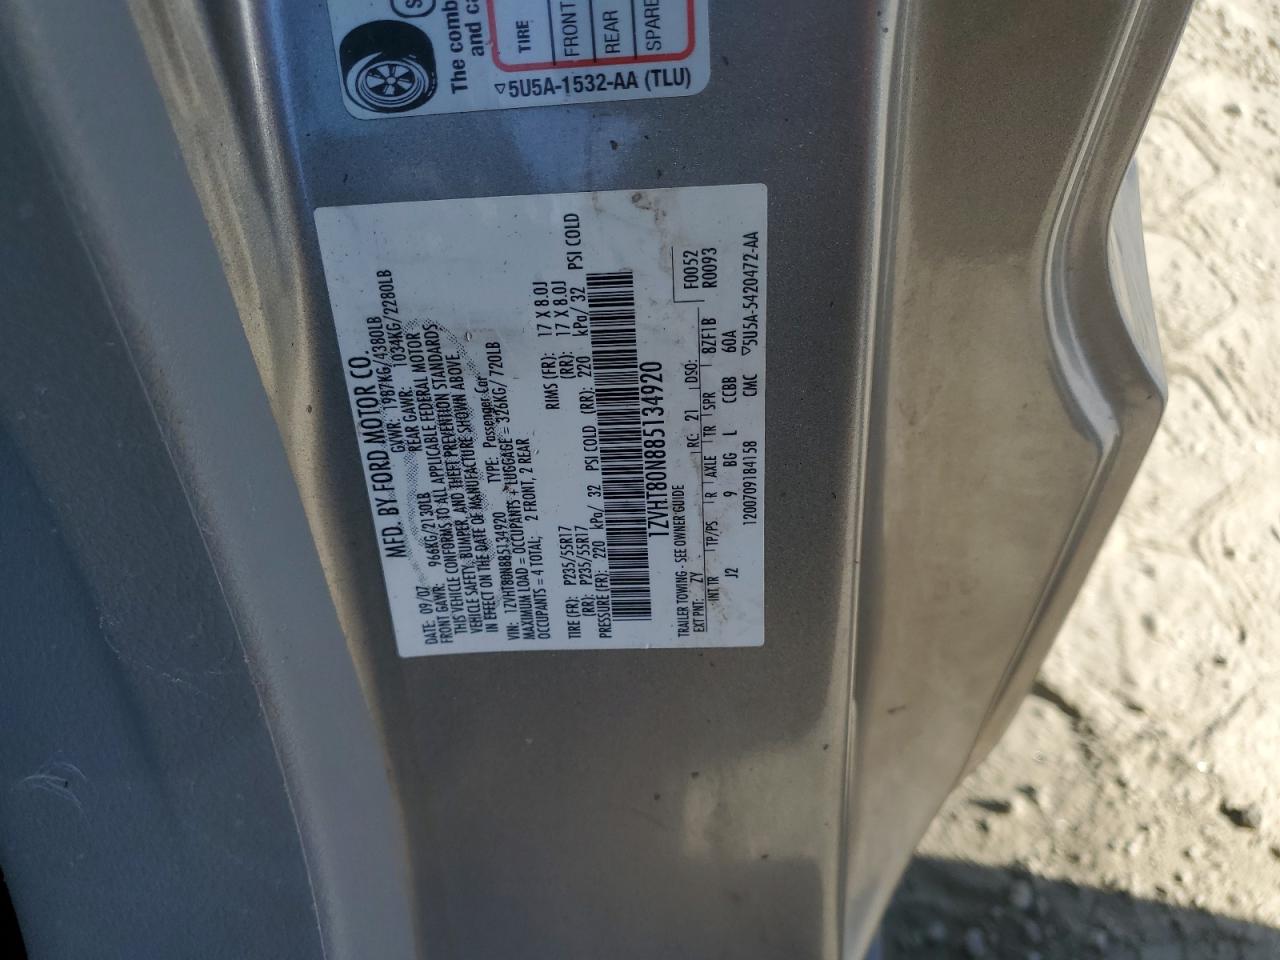 The comb
and ca
TIRE
FRONT
REAR
SPARE
▽5U5A-1532-AA (TLU)
MFD. BY FORD MOTOR CO.
DATE: 09/07 GVWR: 1987KG/4380LB
FRONT GAWR: 966KG/2130LB REAR GAWR: 1034KG/2280LB
THIS VEHICLE CONFORMS TO ALL APPLICABLE FEDERAL MOTOR
VEHICLE SAFETY, BUMPER, AND THEFT PREVENTION STANDARDS
IN EFFECT ON THE DATE OF MANUFACTURE SHOWN ABOVE.
VIN: 1ZVHT80N885134920 TYPE: Passenger Car
MAXIMUM LOAD = OCCUPANTS + LUGGAGE = 326KG/720LB
OCCUPANTS = 4 TOTAL; 2 FRONT, 2 REAR
TIRE (FR): P235/55R17 RIMS (FR): 17 X 8.0J
(RR): P235/55R17 (RR): 17 X 8.0J
PRESSURE (FR): 220 kPa/ 32 PSI COLD (RR): 220 kPa/ 32 PSI COLD
1ZVHT80N885134920
TRAILER TOWING - SEE OWNER GUIDE F0052
EXT PNT: ZY RC: 21 DSO: R0093
INT TR TP/PS R AXLE TR SPR 8ZF1B
J2 9 BG L CCBB 60A
1200709184158 CMC ▽5U5A-5420472-AA